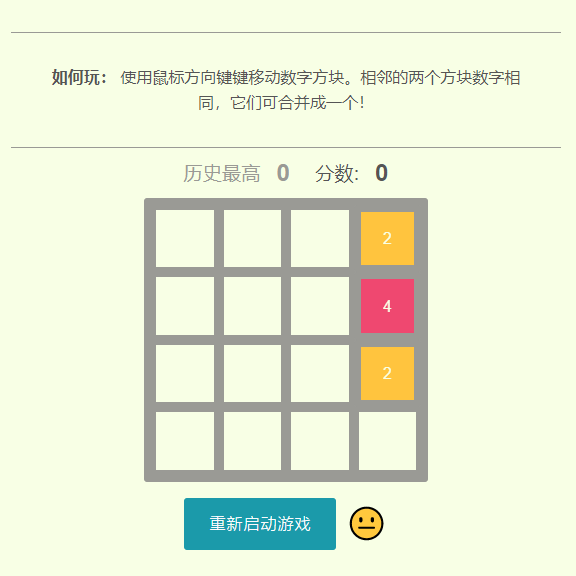 如何玩： 使用鼠标方向键键移动数字方块。相邻的两个方块数字相
同，它们可合并成一个！
历史最高 0 分数: 0
2
4
2
重新启动游戏